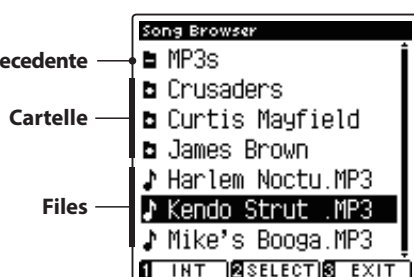 Song Browser
ecedente
MP3s
Crusaders
Cartelle
Curtis Mayfield
James Brown
Harlem Noctu.MP3
Files
Kendo Strut .MP3
Mike's Booga.MP3
1 INT 2 SELECT 3 EXIT